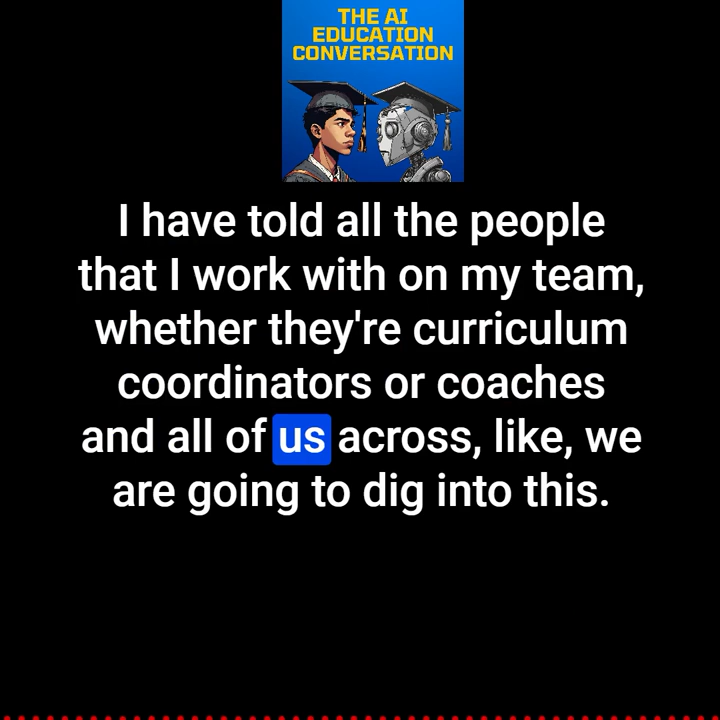 THE AI
EDUCATION
CONVERSATION
I have told all the people
that I work with on my team,
whether they're curriculum
coordinators or coaches
and all of us across, like, we
are going to dig into this.